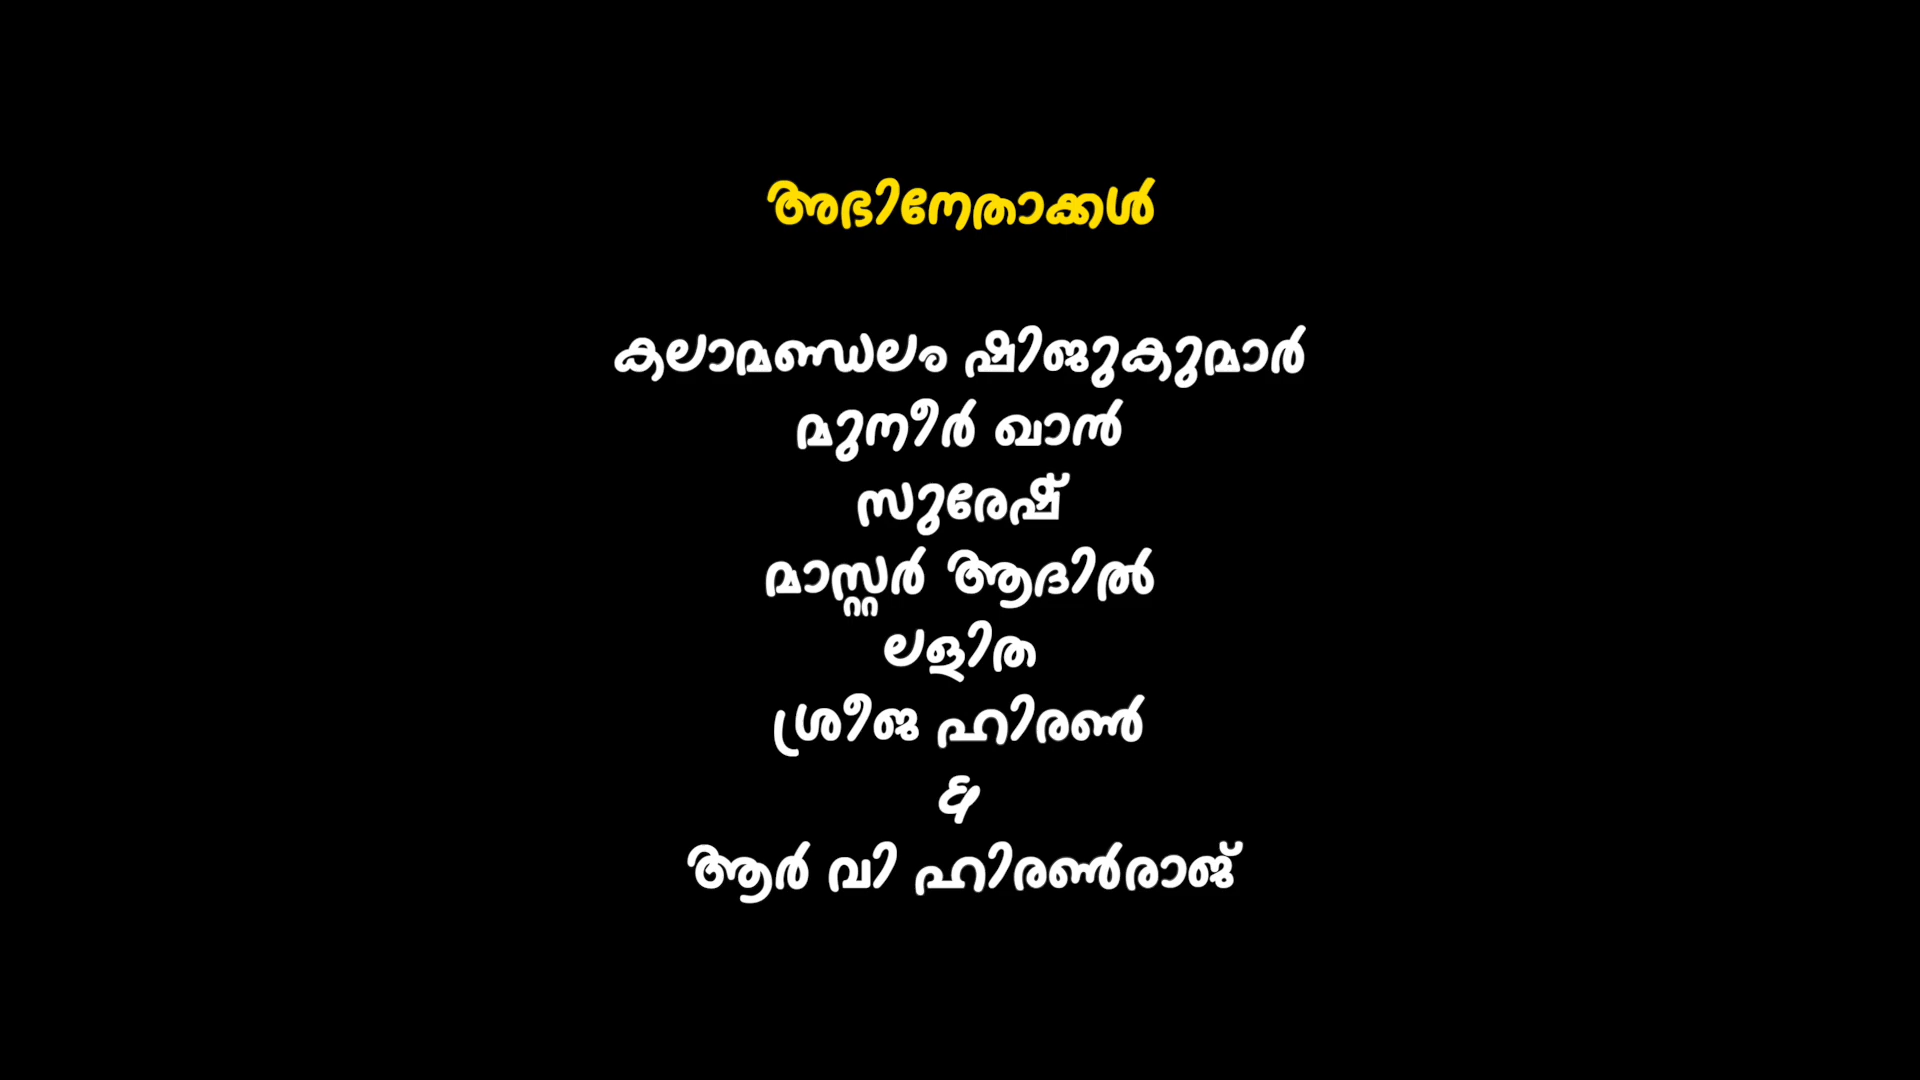 അഭിനേതാക്കൾ
കലാമണ്ഡലം ഷിജുകുമാർ
മുനീർ ഖാൻ
സുരേഷ്
മാസ്റ്റർ ആദിൽ
ലളിത
ശ്രീജ ഹിരൺ
&
ആർ വി ഹിരൺരാജ്